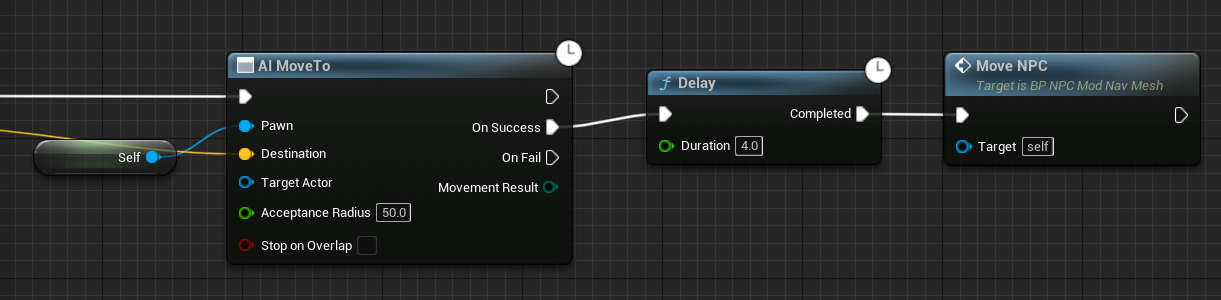 AI MoveTo
Self
Pawn
Destination
Target Actor
Acceptance Radius 50.0
Stop on Overlap
On Success
On Fail
Movement Result
f Delay
Completed
Duration 4.0
Move NPC
Target is BP NPC Mod Nav Mesh
Target self